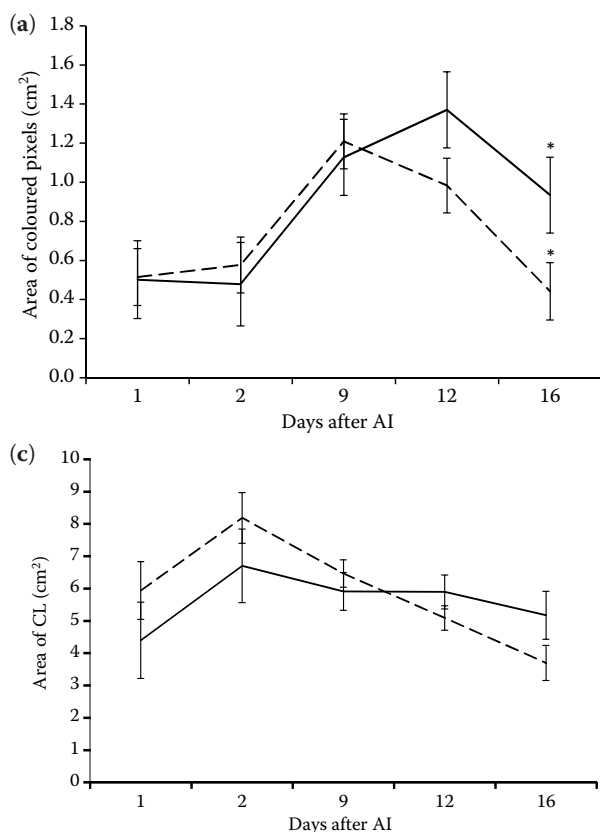 (a)
Area of coloured pixels (cm²)
1.8
1.6
1.4
1.2
1.0
0.8
0.6
0.4
0.2
0.0
*
*
1 2 9 12 16
Days after AI
(c)
Area of CL (cm²)
10
9
8
7
6
5
4
3
2
1
0
1 2 9 12 16
Days after AI